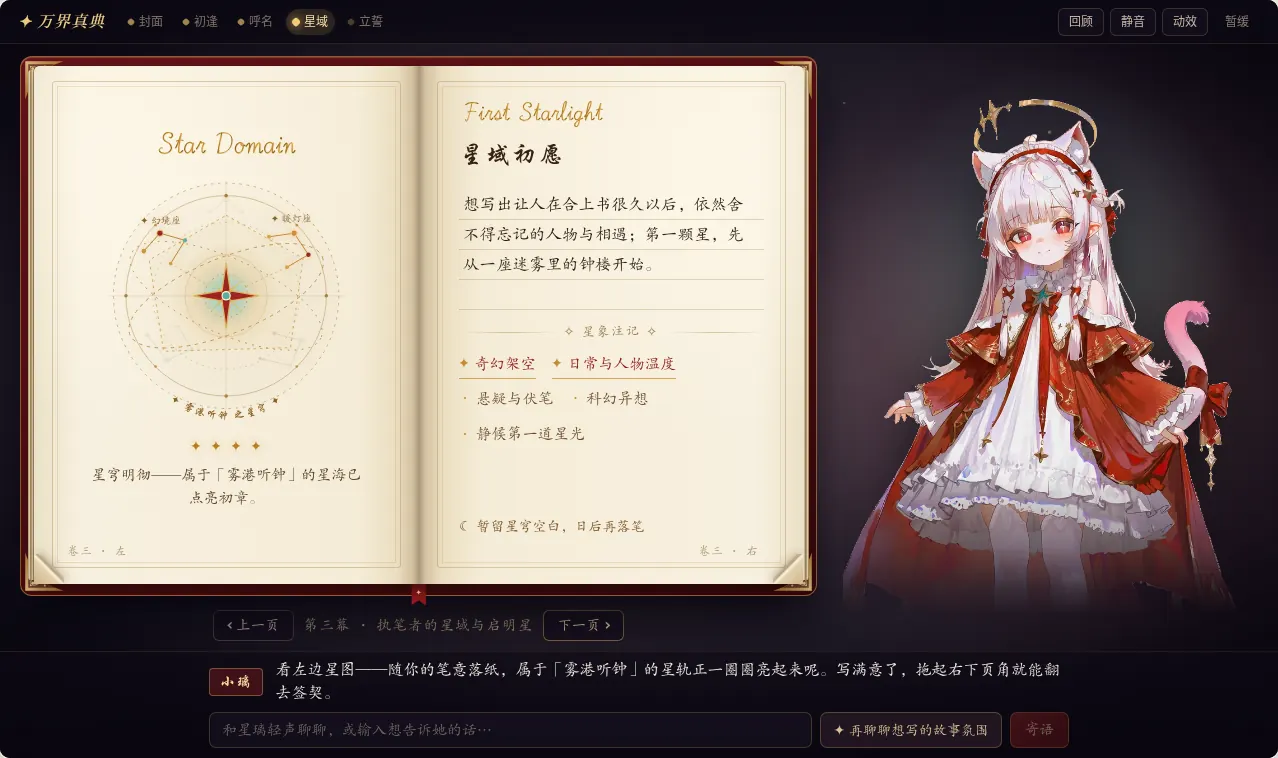 万界真典
封面
初逢
呼名
星域
立誓
回顾
静音
动效
暂缓
Star Domain
幻境座
暖灯座
雾港听钟 之星穹
星穹明彻——属于「雾港听钟」的星海已
点亮初章。
卷三 · 左
First Starlight
星域初愿
想写出让人在合上书很久以后，依然舍
不得忘记的人物与相遇；第一颗星，先
从一座迷雾里的钟楼开始。
星象注记
奇幻架空
日常与人物温度
· 悬疑与伏笔
· 科幻异想
· 静候第一道星光
☾ 暂留星穹空白，日后再落笔
卷三 · 右
‹ 上一页
第三幕 · 执笔者的星域与启明星
下一页 ›
小璃
看左边星图——随你的笔意落纸，属于「雾港听钟」的星轨正一圈圈亮起来呢。写满意了，拖起右下页角就能翻
去签契。
和星璃轻声聊聊，或输入想告诉她的话…
再聊聊想写的故事氛围
寄语